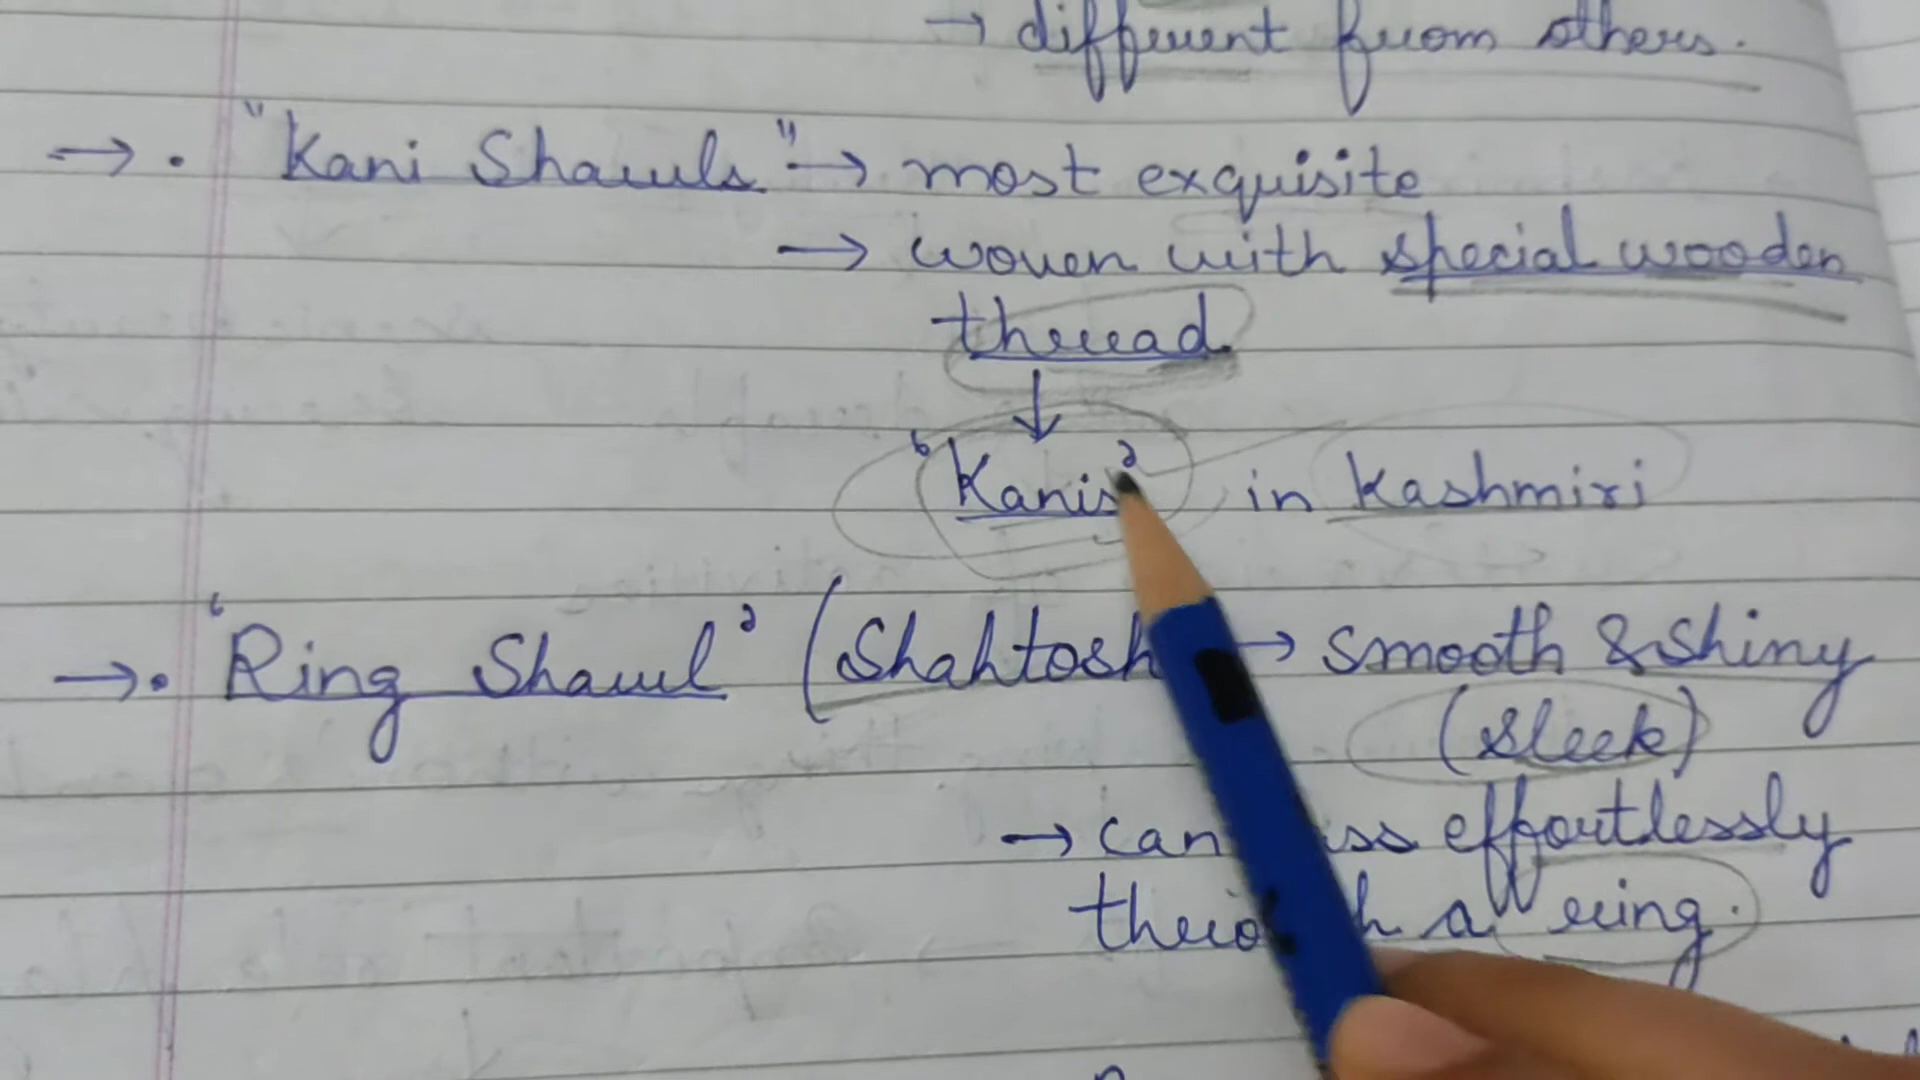 → different from others.
→ • "Kani Shawls" → most exquisite
→ woven with special wooden
thread
↓
'Kanis' in Kashmiri
→ • 'Ring Shawl' (Shahtosh → smooth & shiny
(sleek)
→ can effortlessly
a ring.